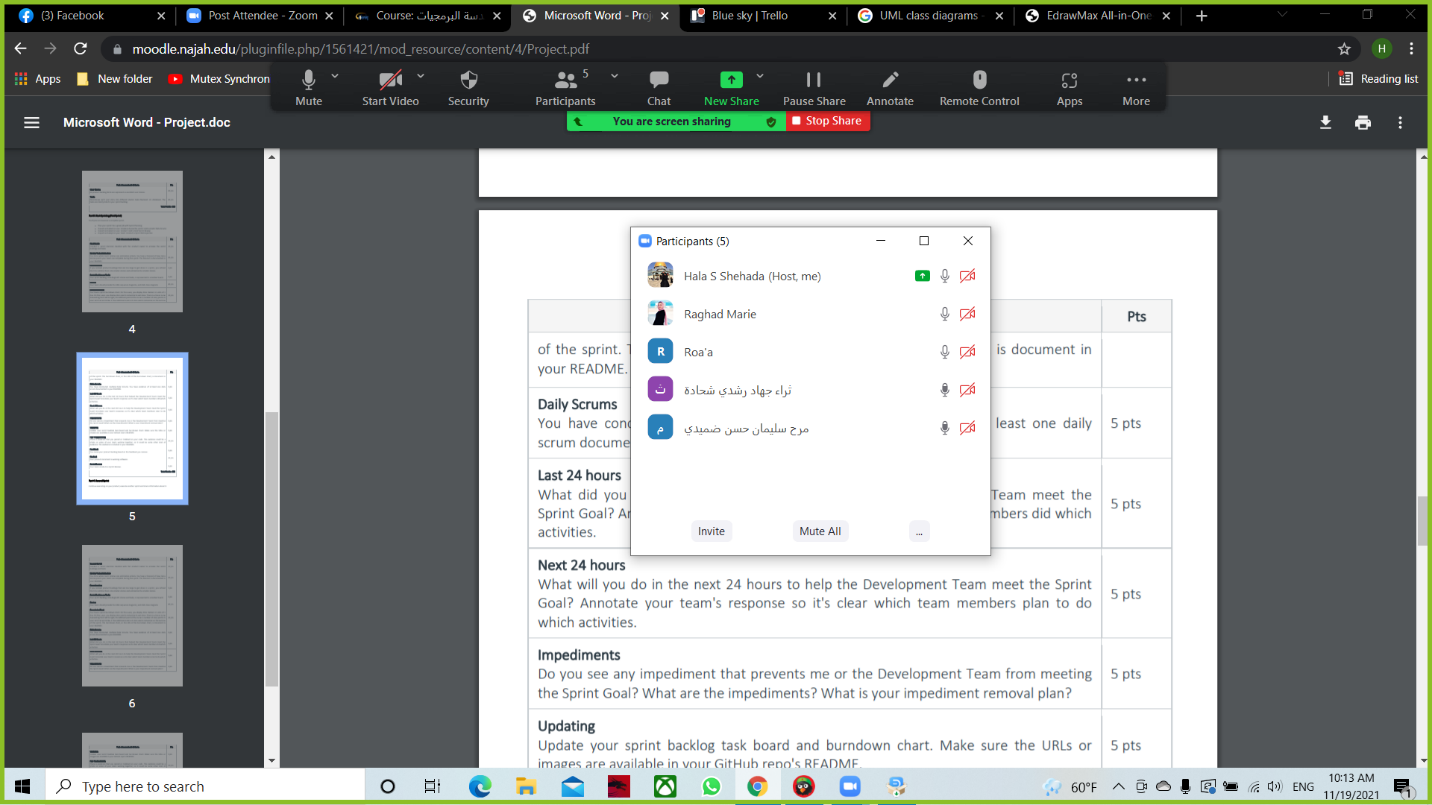 (3) Facebook
Post Attendee - Zoom
Course: دسة البرمجيات
Microsoft Word - Proj
Blue sky | Trello
UML class diagrams -
EdrawMax All-in-One
moodle.najah.edu/pluginfile.php/1561421/mod_resource/content/4/Project.pdf
H
Apps
New folder
Mutex Synchron
Reading list
5
Mute
Start Video
Security
Participants
Chat
New Share
Pause Share
Annotate
Remote Control
Apps
More
You are screen sharing
Stop Share
Microsoft Word - Project.doc
4
5
6
Participants (5)
Hala S Shehada (Host, me)
Raghad Marie
R
Roa'a
ث
ثراء جهاد رشدي شحادة
م
مرح سليمان حسن ضميدي
Invite
Mute All
...
Pts
of the sprint. T
is document in
your README.
Daily Scrums
You have cond
least one daily
5 pts
scrum docume
Last 24 hours
What did you
Team meet the
5 pts
Sprint Goal? An
mbers did which
activities.
Next 24 hours
What will you do in the next 24 hours to help the Development Team meet the Sprint
5 pts
Goal? Annotate your team's response so it's clear which team members plan to do
which activities.
Impediments
Do you see any impediment that prevents me or the Development Team from meeting
5 pts
the Sprint Goal? What are the impediments? What is your impediment removal plan?
Updating
Update your sprint backlog task board and burndown chart. Make sure the URLs or
5 pts
images are available in your GitHub repo's README.
Type here to search
60°F
ENG
10:13 AM
11/19/2021
1